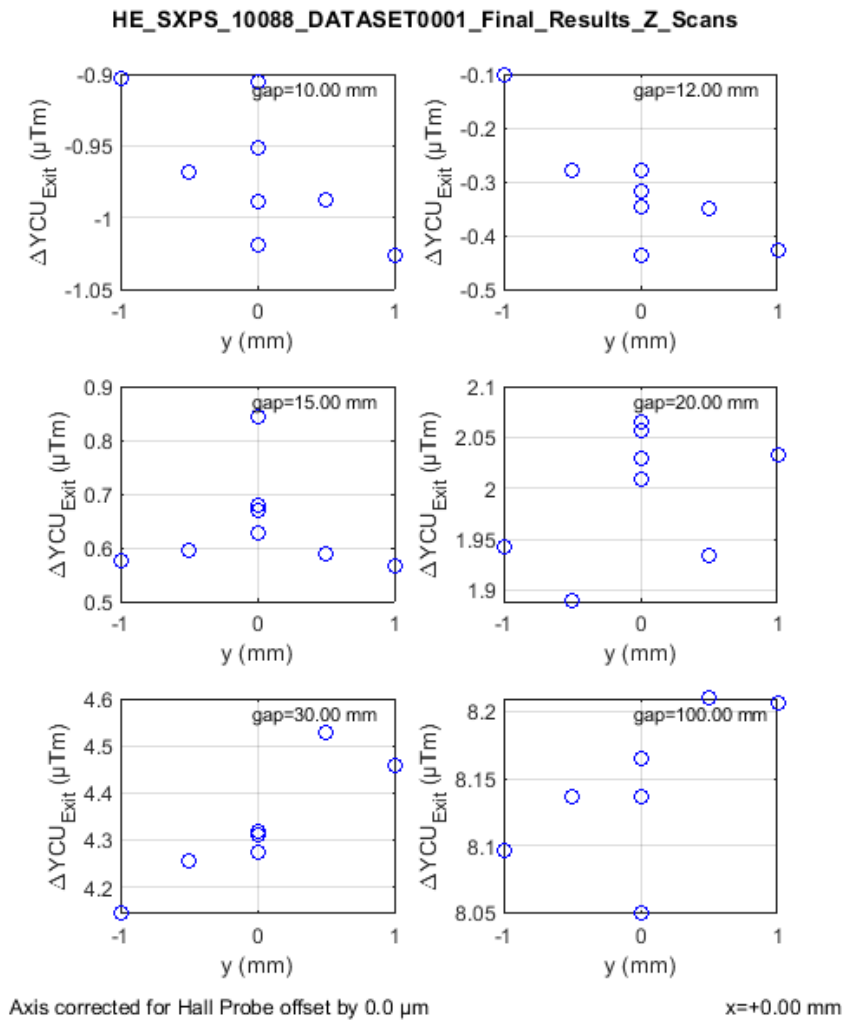 HE_SXPS_10088_DATASET0001_Final_Results_Z_Scans
gap=10.00 mm
-0.9
-0.95
-1
-1.05
-1
0
1
ΔYCU_Exit (µTm)
y (mm)
gap=12.00 mm
-0.1
-0.2
-0.3
-0.4
-0.5
-1
0
1
ΔYCU_Exit (µTm)
y (mm)
gap=15.00 mm
0.9
0.8
0.7
0.6
0.5
-1
0
1
ΔYCU_Exit (µTm)
y (mm)
gap=20.00 mm
2.1
2.05
2
1.95
1.9
-1
0
1
ΔYCU_Exit (µTm)
y (mm)
gap=30.00 mm
4.6
4.5
4.4
4.3
4.2
-1
0
1
ΔYCU_Exit (µTm)
y (mm)
gap=100.00 mm
8.2
8.15
8.1
8.05
-1
0
1
ΔYCU_Exit (µTm)
y (mm)
Axis corrected for Hall Probe offset by 0.0 µm
x=+0.00 mm